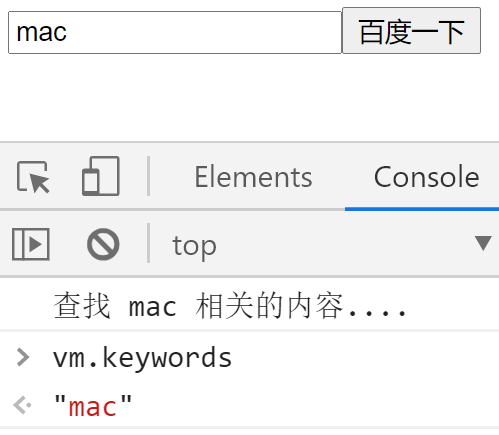 mac 百度一下
Elements Console
top
查找 mac 相关的内容....
vm.keywords
"mac"